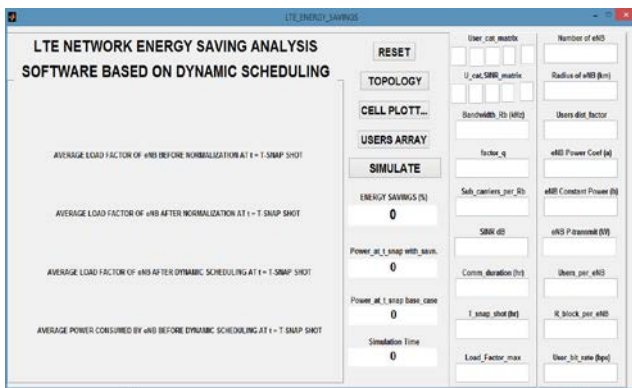 LTE_ENERGY_SAVINGS
LTE NETWORK ENERGY SAVING ANALYSIS
SOFTWARE BASED ON DYNAMIC SCHEDULING
AVERAGE LOAD FACTOR OF eNB BEFORE NORMALIZATION AT t = T-SNAP SHOT
AVERAGE LOAD FACTOR OF eNB AFTER NORMALIZATION AT t = T-SNAP SHOT
AVERAGE LOAD FACTOR OF eNB AFTER DYNAMIC SCHEDULING AT t = T-SNAP SHOT
AVERAGE POWER CONSUMED BY eNB BEFORE DYNAMIC SCHEDULING AT t = T-SNAP SHOT
RESET
TOPOLOGY
CELL PLOTT...
USERS ARRAY
SIMULATE
ENERGY SAVINGS (%)
0
Power_at_t_snap with_savn.
0
Power_at_t_snap base_case
0
Simulation Time
0
User_cat_matrix
U_cat,SINR_matrix
Bandwidth_Rb (kHz)
factor_q
Sub_carriers_per_Rb
SINR dB
Comm_duration (hr)
T_snap_shot (hr)
Load_Factor_max
Number of eNB
Radius of eNB (km)
Users dist_factor
eNB Power Coef (a)
eNB Constant Power (b)
eNB P-transmit (W)
Users_per_eNB
R_block_per_eNB
User_bit_rate (bps)